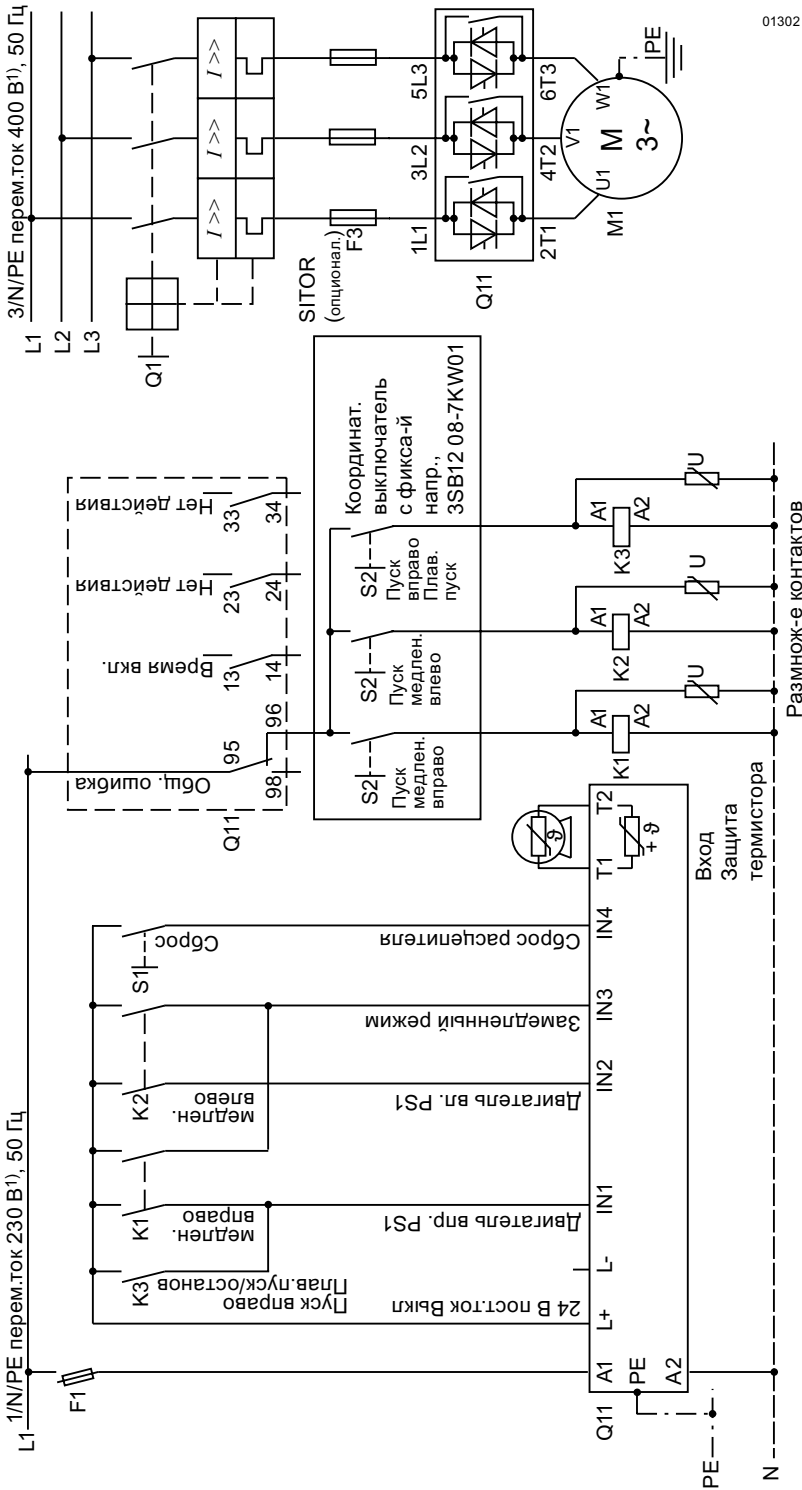 1/N/PE перем.ток 230 В1), 50 Гц
L1
F1
Q11
A1
PE
A2
PE
N
L+
24 В пост.ток Выкл
L-
K3
Пуск вправо
Плав.пуск/останов
K1
медлен.
вправо
IN1
Двигатель впр. PS1
K2
медлен.
влево
IN2
Двигатель вл. PS1
IN3
Замедленный режим
S1
Сброс
IN4
Сброс расцепителя
T1
T2
ϑ
+ ϑ
Вход
Защита
термистора
Q11
Общ. ошибка
95
96
98
Время вкл.
13
14
Нет действия
23
24
Нет действия
33
34
S2
Пуск
медлен.
вправо
S2
Пуск
медлен.
влево
S2
Пуск
вправо
Плав.
пуск
Координат.
выключатель
с фикса-й
напр.,
3SB12 08-7KW01
K1
A1
A2
U
K2
A1
A2
U
K3
A1
A2
U
Размнож-е контактов
3/N/PE перем.ток 400 В1), 50 Гц
L1
L2
L3
Q1
I >>
I >>
I >>
SITOR
(опционал.)
F3
1L1
3L2
5L3
Q11
2T1
4T2
6T3
U1
V1
W1
M
3~
M1
PE
01302